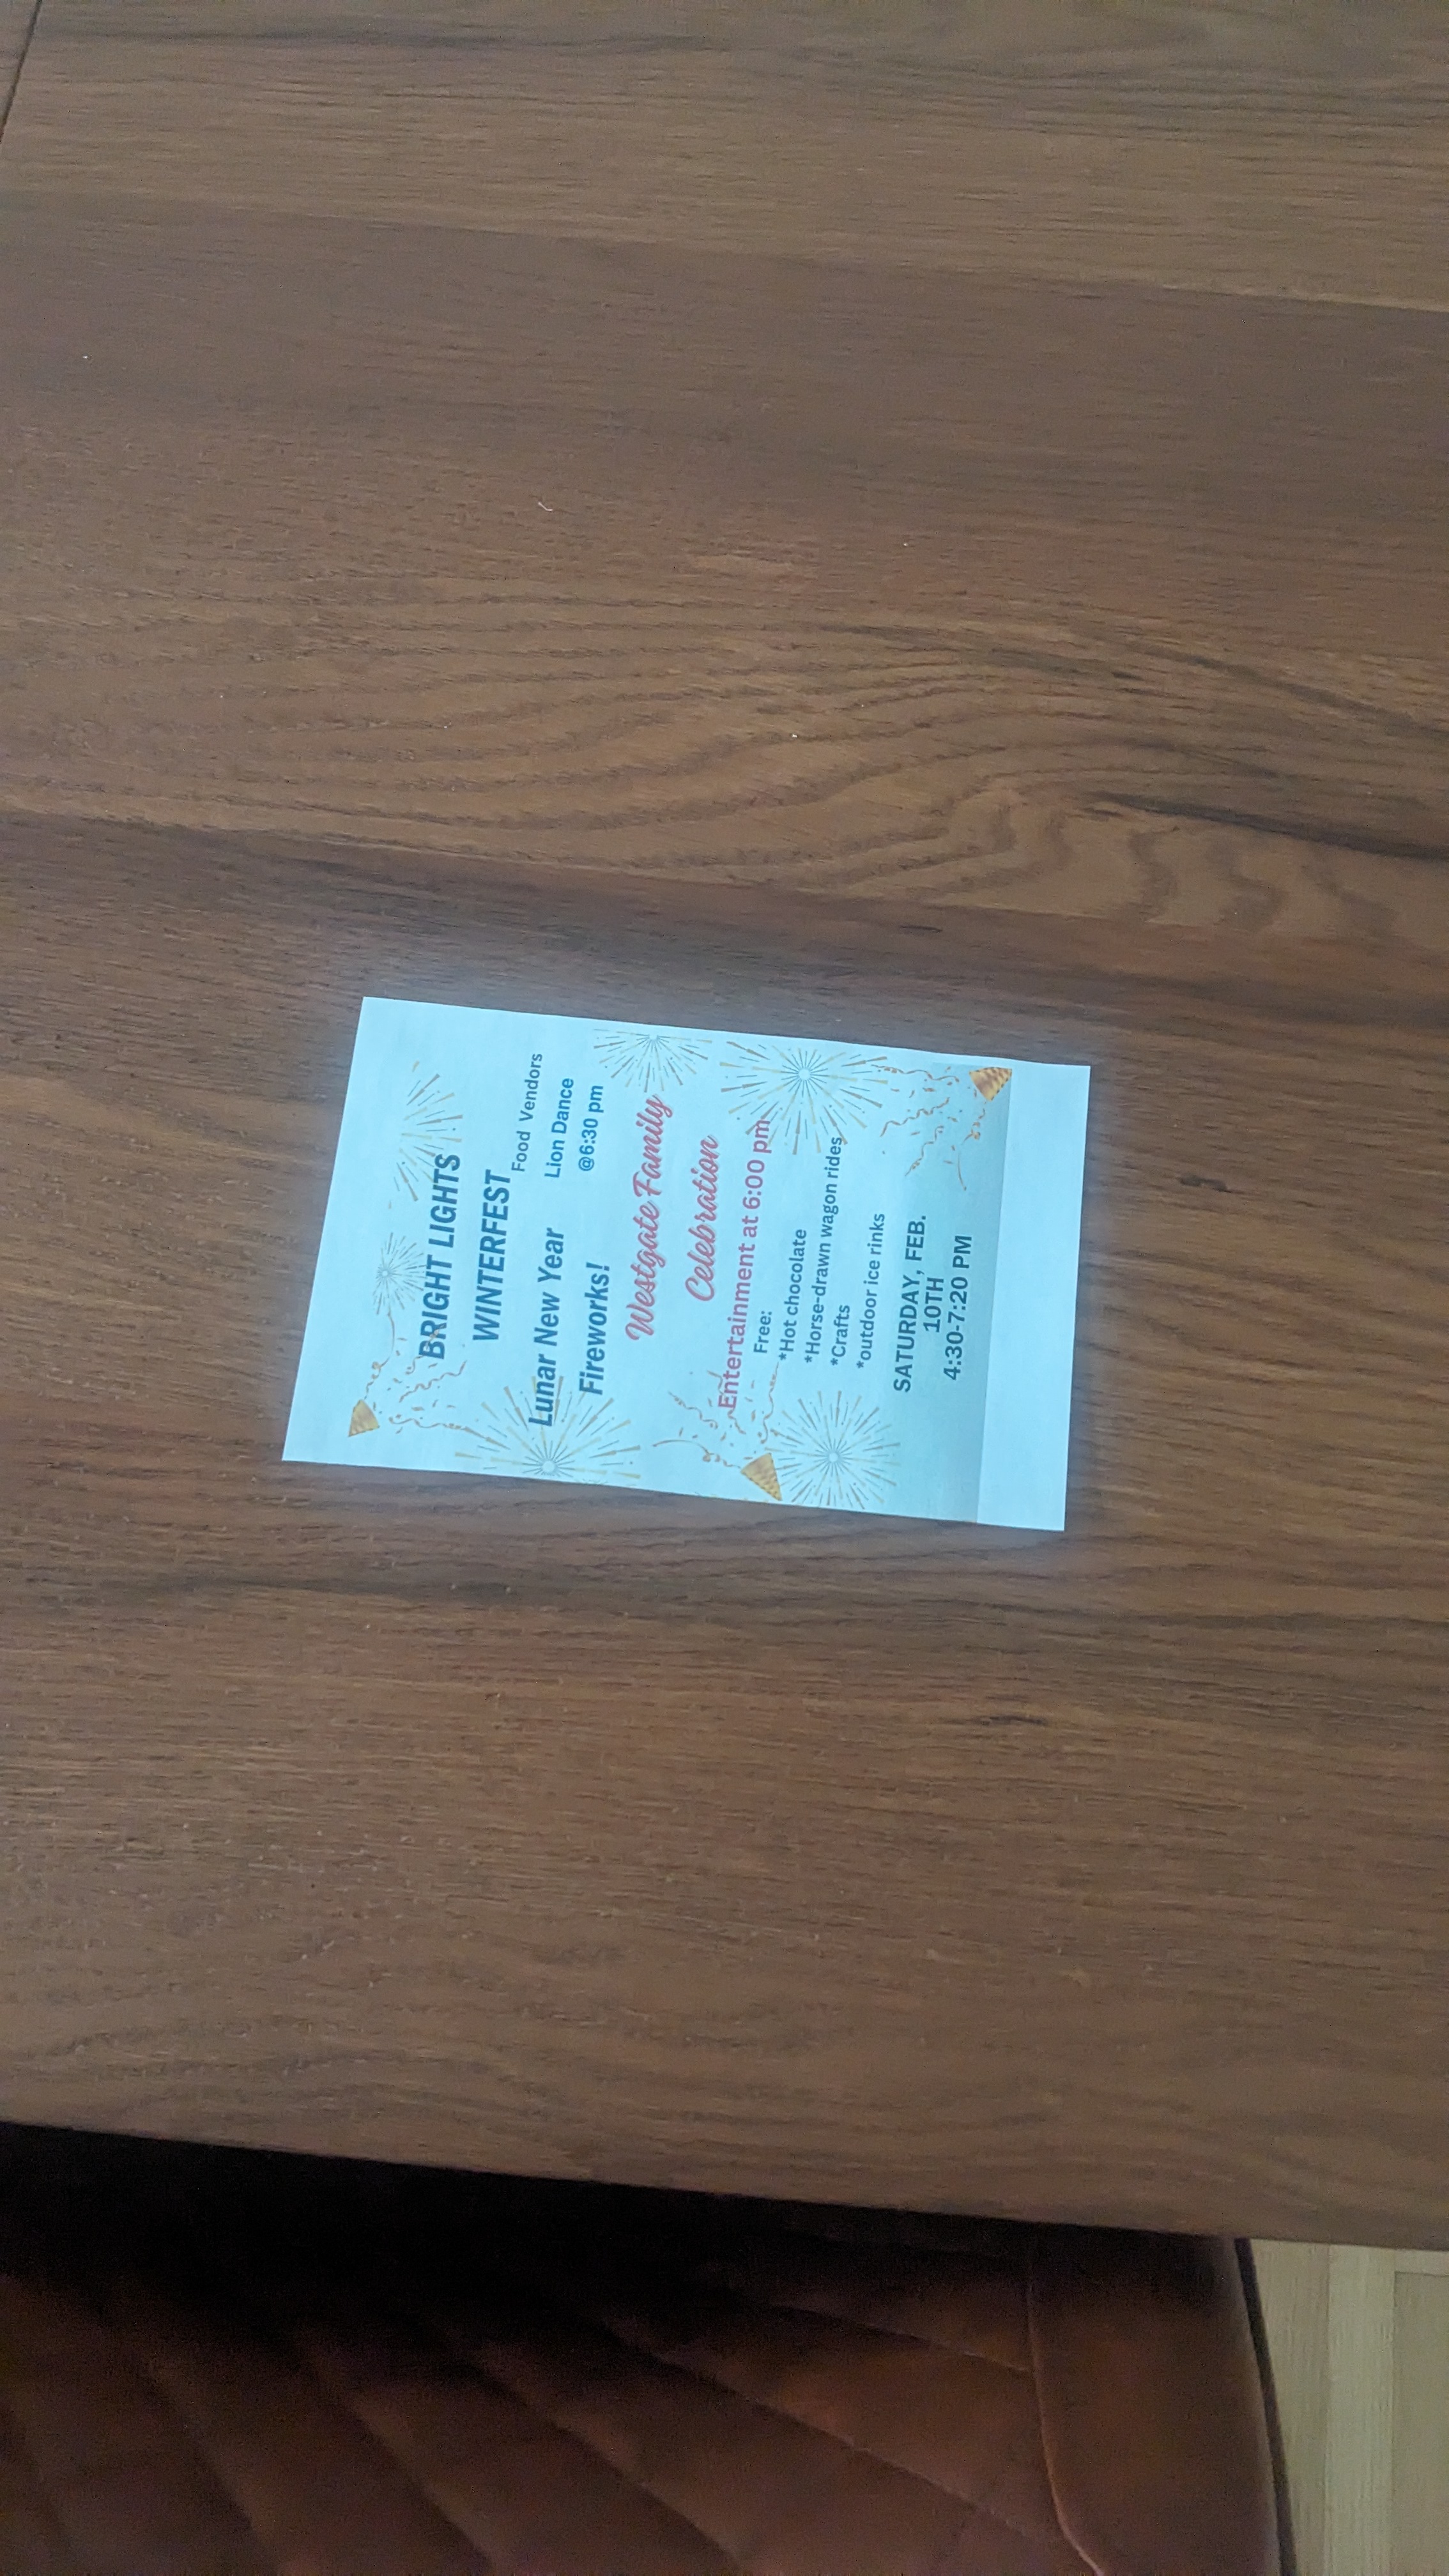 BRIGHT LIGHTS
WINTERFEST
Food Vendors
Lunar New Year
Lion Dance
Fireworks!
@6:30 pm
Westgate Family
Celebration
Entertainment at 6:00 pm
Free:
*Hot chocolate
*Horse-drawn wagon rides
*Crafts
*outdoor ice rinks
SATURDAY, FEB.
10TH
4:30-7:20 PM